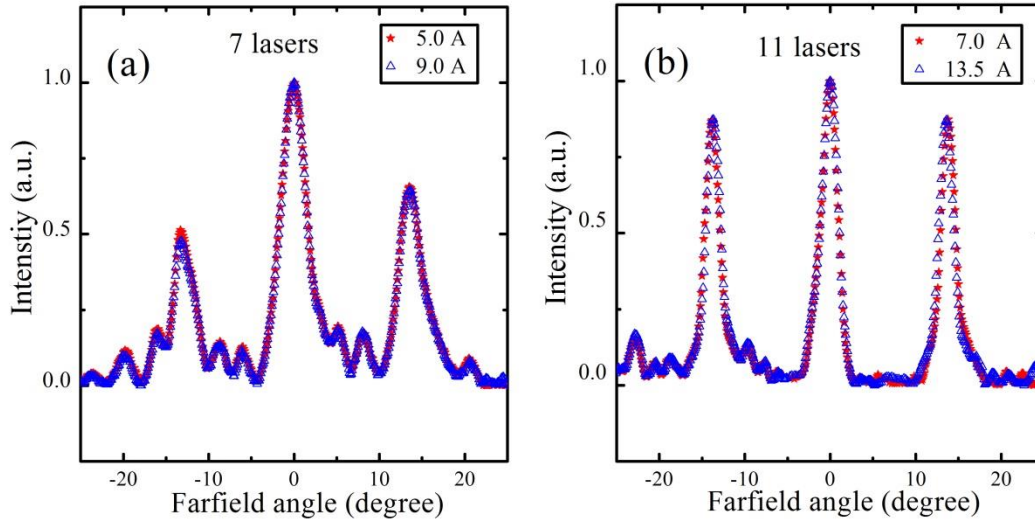 (a)
7 lasers
5.0 A
9.0 A
1.0
0.5
0.0
Intenstiy (a.u.)
-20
-10
0
10
20
Farfield angle (degree)
(b)
11 lasers
7.0 A
13.5 A
1.0
0.5
0.0
Intensity (a.u.)
-20
-10
0
10
20
Farfield angle (degree)